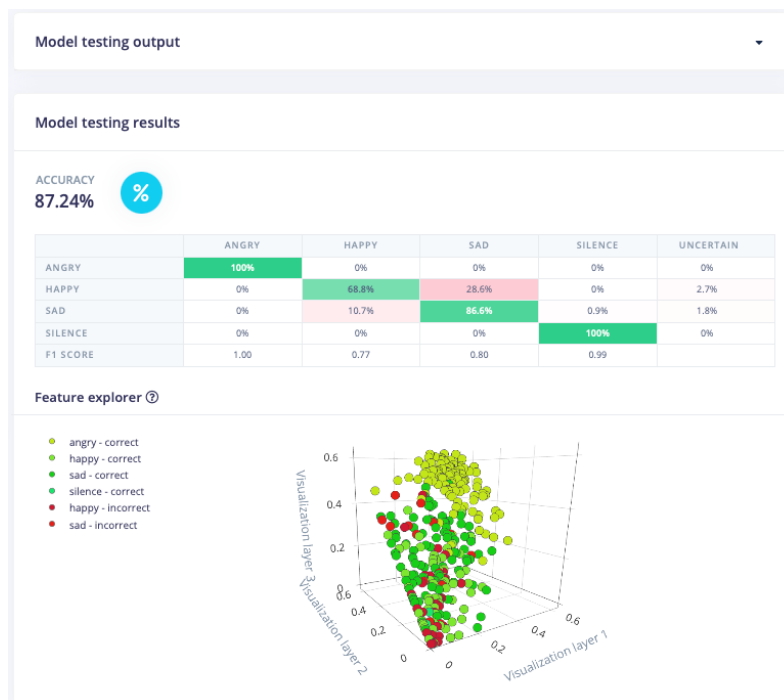 Model testing output
Model testing results
ACCURACY
87.24%
%
ANGRY HAPPY SAD SILENCE UNCERTAIN
ANGRY 100% 0% 0% 0% 0%
HAPPY 0% 68.8% 28.6% 0% 2.7%
SAD 0% 10.7% 86.6% 0.9% 1.8%
SILENCE 0% 0% 0% 100% 0%
F1 SCORE 1.00 0.77 0.80 0.99
Feature explorer ?
angry - correct
happy - correct
sad - correct
silence - correct
happy - incorrect
sad - incorrect
Visualization layer 3
0.6
0.4
0.2
0
Visualization layer 2
0.6
0.4
0.2
0
Visualization layer 1
0
0.2
0.4
0.6